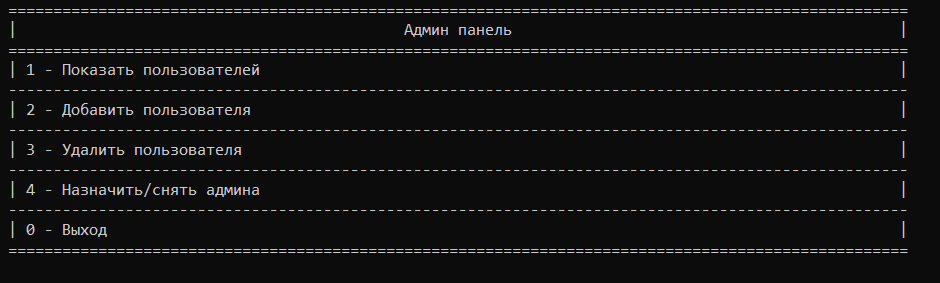 ====================================================================================================
| Админ панель |
====================================================================================================
| 1 - Показать пользователей |
----------------------------------------------------------------------------------------------------
| 2 - Добавить пользователя |
----------------------------------------------------------------------------------------------------
| 3 - Удалить пользователя |
----------------------------------------------------------------------------------------------------
| 4 - Назначить/снять админа |
----------------------------------------------------------------------------------------------------
| 0 - Выход |
====================================================================================================